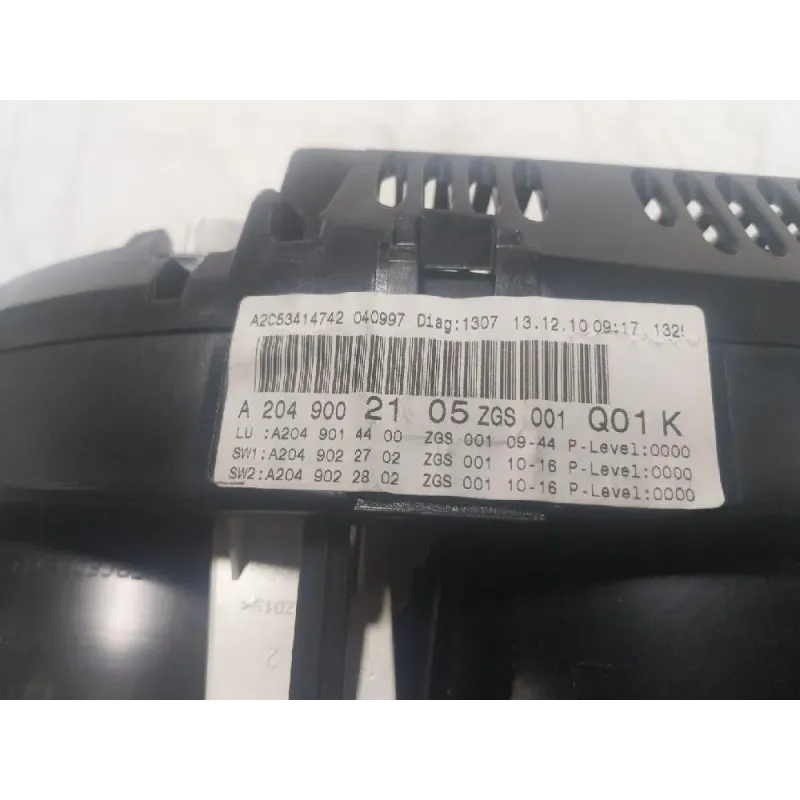 A2C53414742 040997 Diag:1307 13.12.10 09:17 132
A 204 900 21 05 ZGS 001 Q01 K
LU :A204 901 44 00 ZGS 001 09-44 P-Level:0000
SW1:A204 902 27 02 ZGS 001 10-16 P-Level:0000
SW2:A204 902 28 02 ZGS 001 10-16 P-Level:0000
2